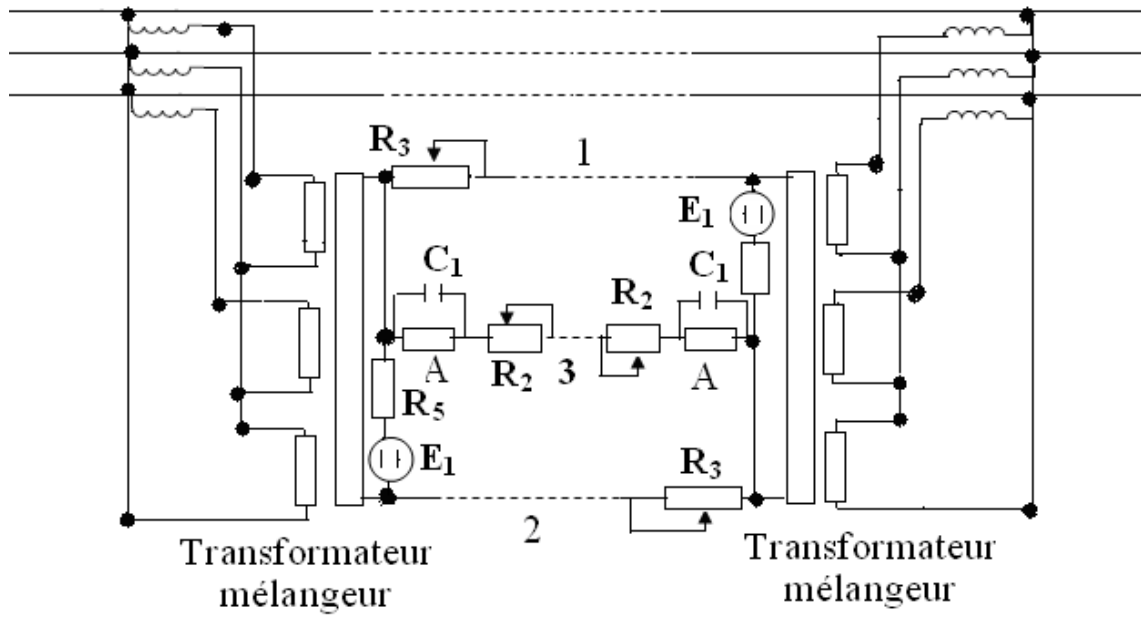 R3
1
E1
C1
C1
R2
A
R2
3
A
R5
E1
R3
2
Transformateur
mélangeur
Transformateur
mélangeur